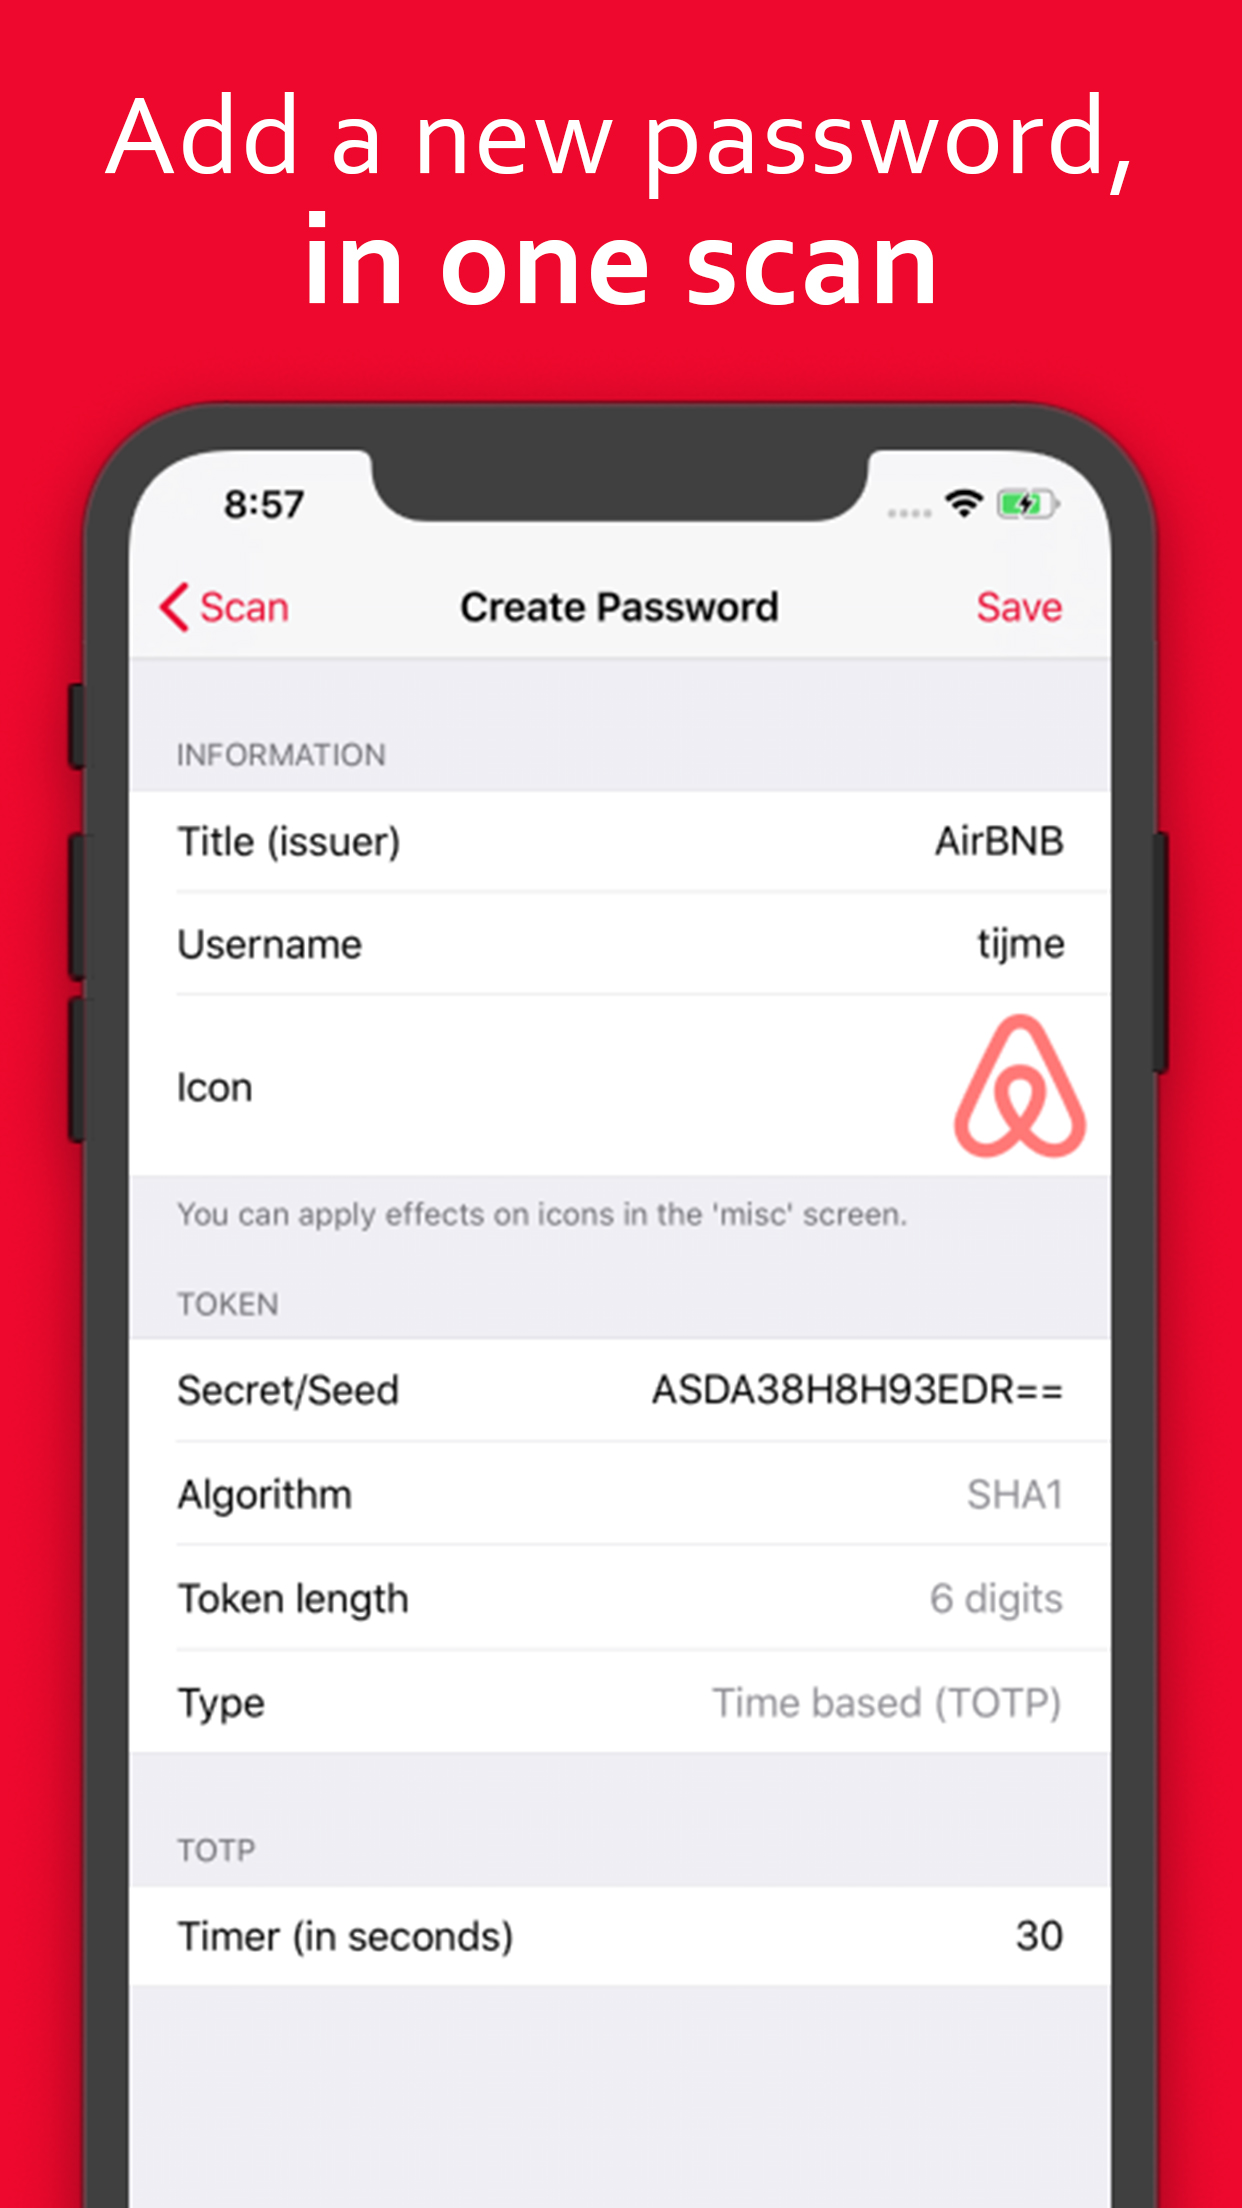 Add a new password,
in one scan
8:57
Scan
Create Password
Save
INFORMATION
Title (issuer) AirBNB
Username tijme
Icon
You can apply effects on icons in the 'misc' screen.
TOKEN
Secret/Seed ASDA38H8H93EDR==
Algorithm SHA1
Token length 6 digits
Type Time based (TOTP)
TOTP
Timer (in seconds) 30